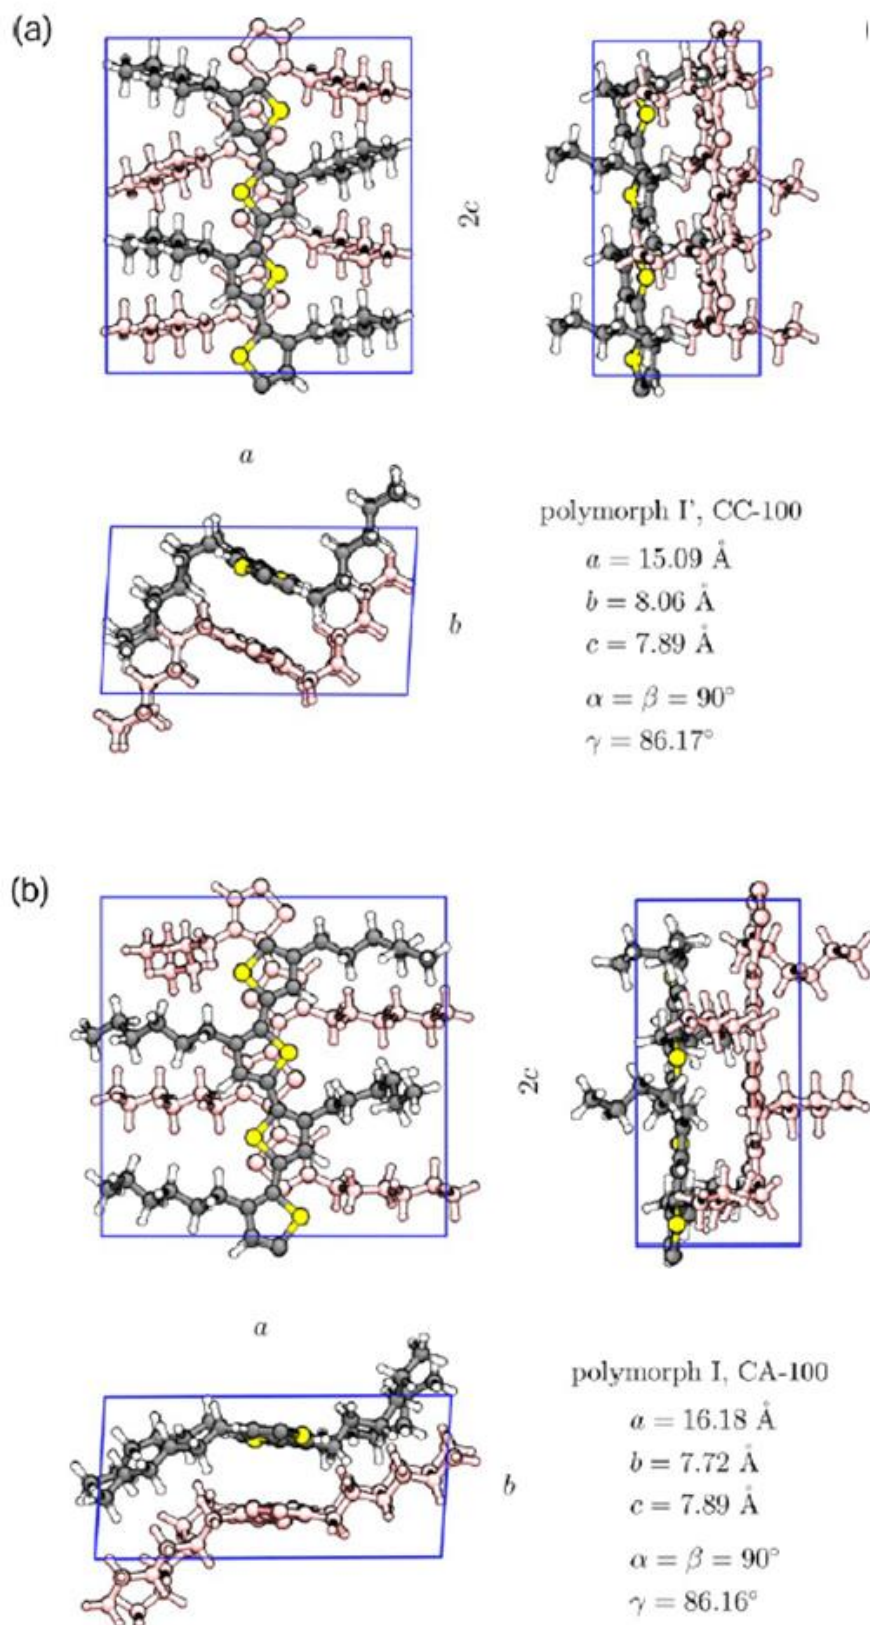 (a)
2c
a
b
polymorph I', CC-100
a = 15.09 Å
b = 8.06 Å
c = 7.89 Å
α = β = 90°
γ = 86.17°
(b)
2c
a
b
polymorph I, CA-100
a = 16.18 Å
b = 7.72 Å
c = 7.89 Å
α = β = 90°
γ = 86.16°